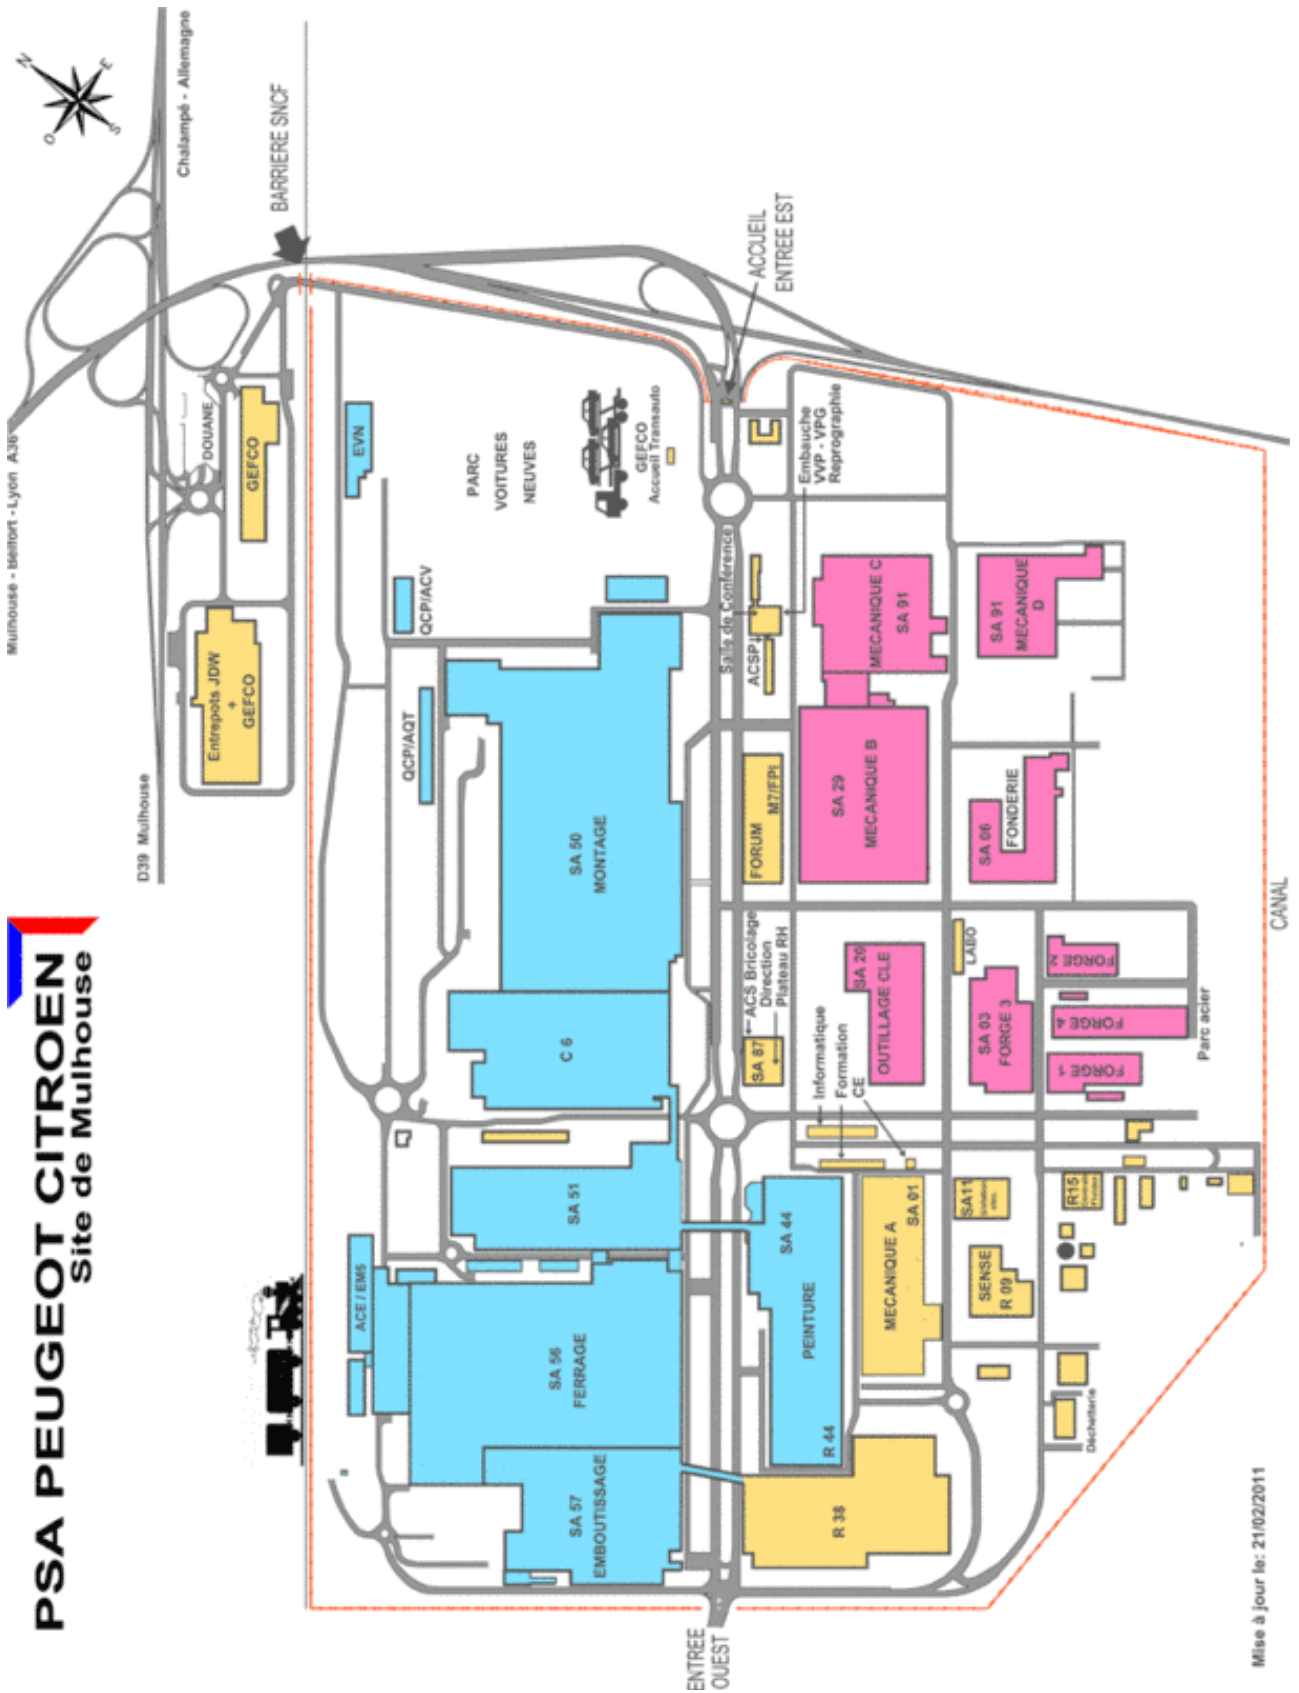 PSA PEUGEOT CITROEN
Site de Mulhouse
Mulhouse - Belfort - Lyon A36
Chalampé - Allemagne
D39 Mulhouse
N
E
S
O
BARRIERE SNCF
DOUANE
GEFCO
Entrepots JDW
+
GEFCO
EVN
PARC
VOITURES
NEUVES
GEFCO
Accueil Transauto
ACCUEIL
ENTREE EST
QCP/ACV
QCP/AQT
SA 50
MONTAGE
C 6
SA 51
ACE / EM5
SA 56
FERRAGE
SA 57
EMBOUTISSAGE
ENTREE
OUEST
Salle de Conférence
ACSP
Embauche
VVP - VPG
Reprographie
FORUM
M7/FPI
ACS Bricolage
Direction
Plateau RH
SA 87
Informatique
Formation
CE
MECANIQUE C
SA 91
SA 91
MECANIQUE
D
SA 29
MECANIQUE B
SA 06
FONDERIE
SA 26
OUTILLAGE CLE
LABO
SA 03
FORGE 3
FORGE 2
FORGE 4
FORGE 1
Parc acier
SA 44
PEINTURE
R 44
MECANIQUE A
SA 01
SA11
R15
SENSE
R 09
R 38
Déchetterie
CANAL
Mise à jour le: 21/02/2011